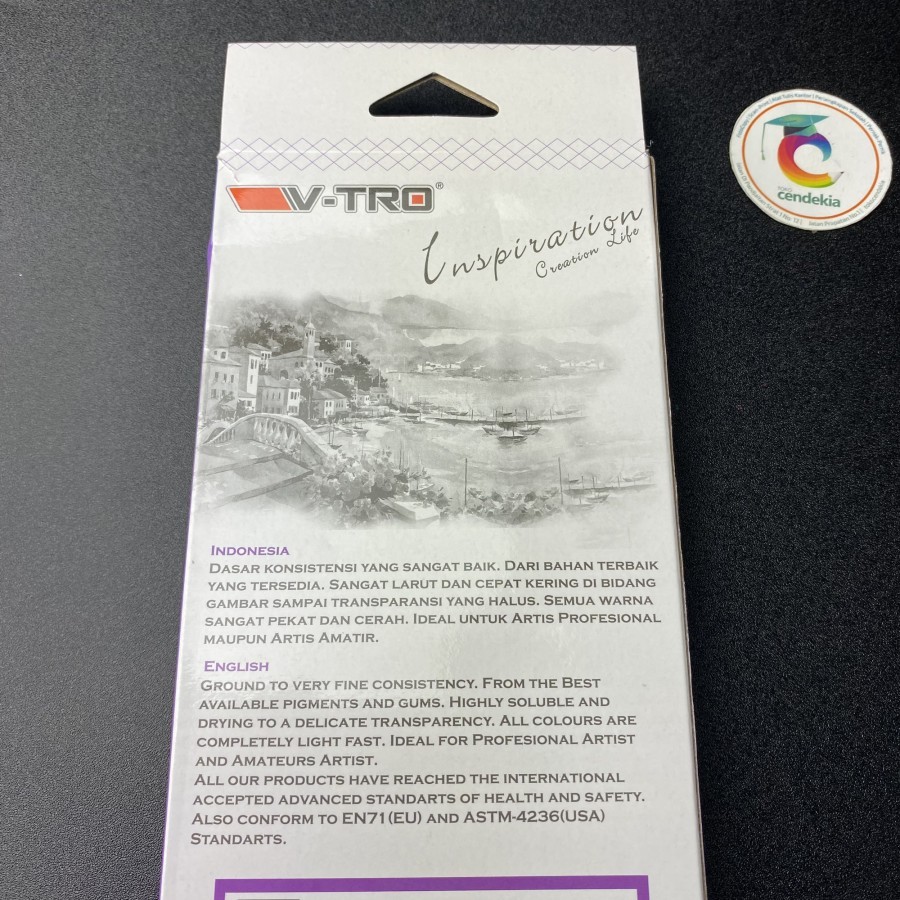 V-TRO®
Inspiration
Creation Life
TOKO
cendekia
INDONESIA
DASAR KONSISTENSI YANG SANGAT BAIK. DARI BAHAN TERBAIK
YANG TERSEDIA. SANGAT LARUT DAN CEPAT KERING DI BIDANG
GAMBAR SAMPAI TRANSPARANSI YANG HALUS. SEMUA WARNA
SANGAT PEKAT DAN CERAH. IDEAL UNTUK ARTIS PROFESIONAL
MAUPUN ARTIS AMATIR.
ENGLISH
GROUND TO VERY FINE CONSISTENCY. FROM THE BEST
AVAILABLE PIGMENTS AND GUMS. HIGHLY SOLUBLE AND
DRYING TO A DELICATE TRANSPARENCY. ALL COLOURS ARE
COMPLETELY LIGHT FAST. IDEAL FOR PROFESIONAL ARTIST
AND AMATEURS ARTIST.
ALL OUR PRODUCTS HAVE REACHED THE INTERNATIONAL
ACCEPTED ADVANCED STANDARTS OF HEALTH AND SAFETY.
ALSO CONFORM TO EN71(EU) AND ASTM-4236(USA)
STANDARTS.